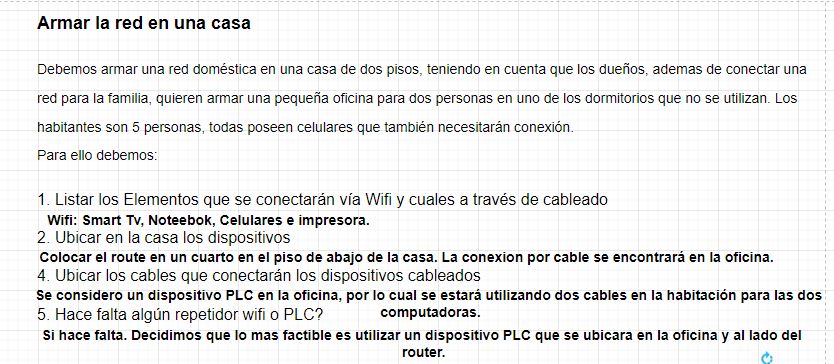 Armar la red en una casa
Debemos armar una red doméstica en una casa de dos pisos, teniendo en cuenta que los dueños, ademas de conectar una
red para la familia, quieren armar una pequeña oficina para dos personas en uno de los dormitorios que no se utilizan. Los
habitantes son 5 personas, todas poseen celulares que también necesitarán conexión.
Para ello debemos:
1. Listar los Elementos que se conectarán vía Wifi y cuales a través de cableado
Wifi: Smart Tv, Noteebok, Celulares e impresora.
2. Ubicar en la casa los dispositivos
Colocar el route en un cuarto en el piso de abajo de la casa. La conexion por cable se encontrará en la oficina.
4. Ubicar los cables que conectarán los dispositivos cableados
Se considero un dispositivo PLC en la oficina, por lo cual se estará utilizando dos cables en la habitación para las dos
computadoras.
5. Hace falta algún repetidor wifi o PLC?
Si hace falta. Decidimos que lo mas factible es utilizar un dispositivo PLC que se ubicara en la oficina y al lado del
router.